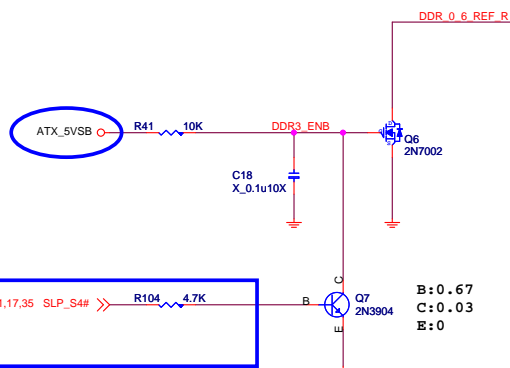 DDR_0_6_REF_R
ATX_5VSB
R41 10K
DDR3_ENB
Q6
2N7002
C18
X_0.1u10X
C
,17,35 SLP_S4#
R104 4.7K
B
Q7
2N3904
E
B:0.67
C:0.03
E:0